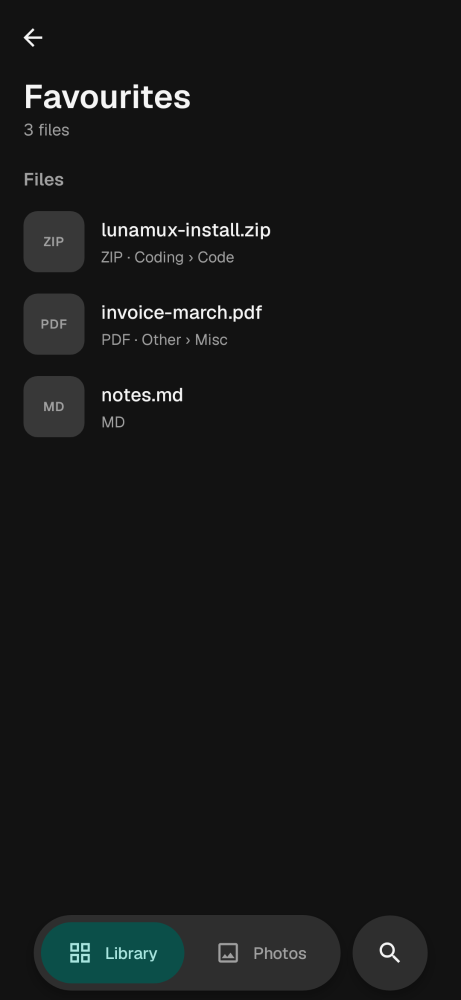 Favourites
3 files
Files
ZIP
lunamux-install.zip
ZIP · Coding › Code
PDF
invoice-march.pdf
PDF · Other › Misc
MD
notes.md
MD
Library
Photos